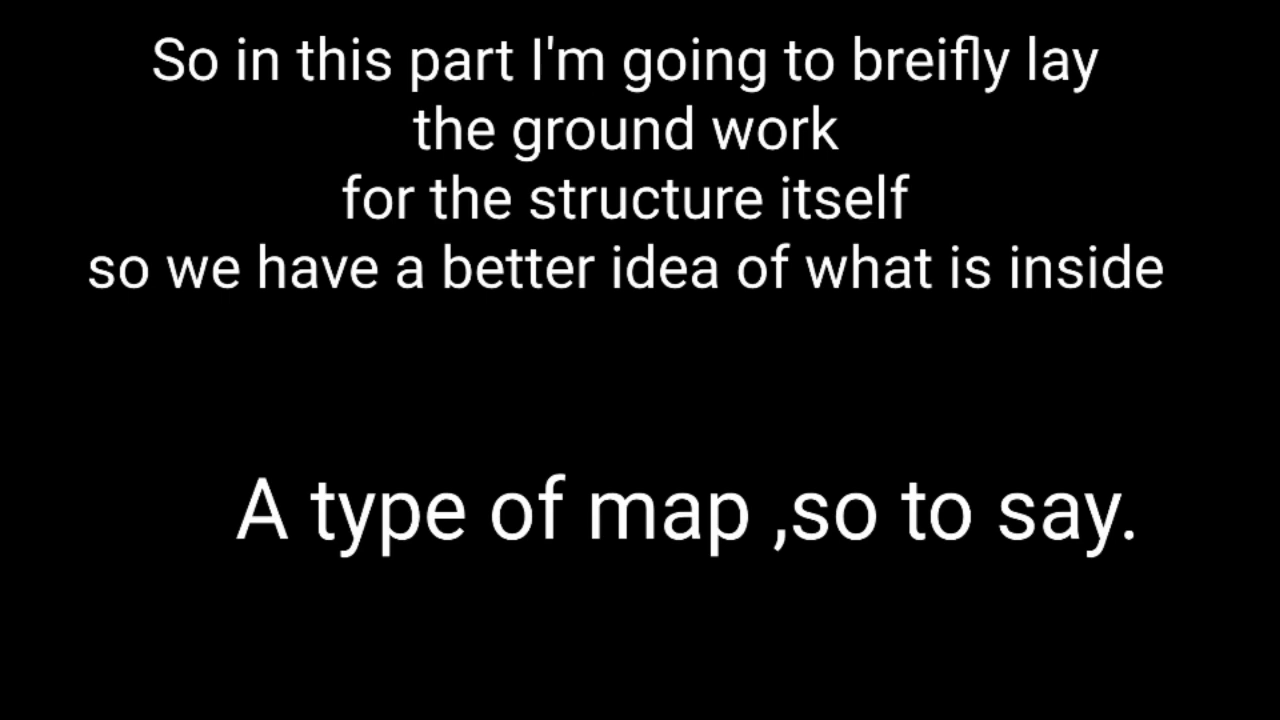 So in this part I'm going to breifly lay
the ground work
for the structure itself
so we have a better idea of what is inside
A type of map ,so to say.